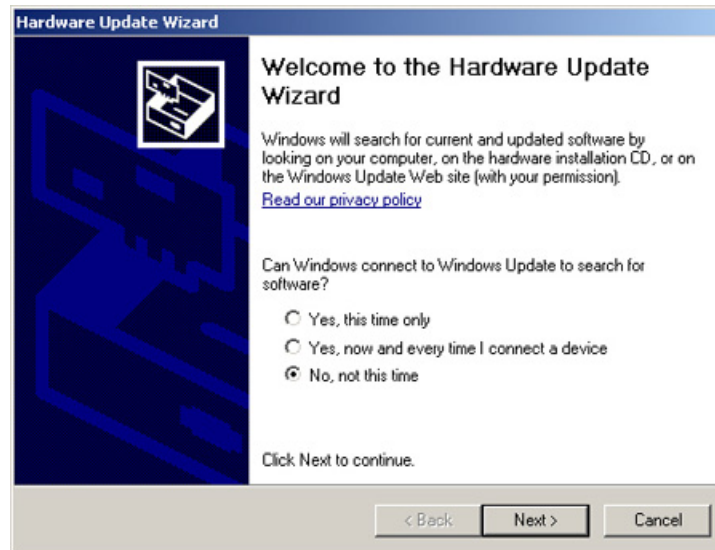 Hardware Update Wizard
Welcome to the Hardware Update
Wizard
Windows will search for current and updated software by
looking on your computer, on the hardware installation CD, or on
the Windows Update Web site (with your permission).
Read our privacy policy
Can Windows connect to Windows Update to search for
software?
Yes, this time only
Yes, now and every time I connect a device
No, not this time
Click Next to continue.
< Back
Next >
Cancel